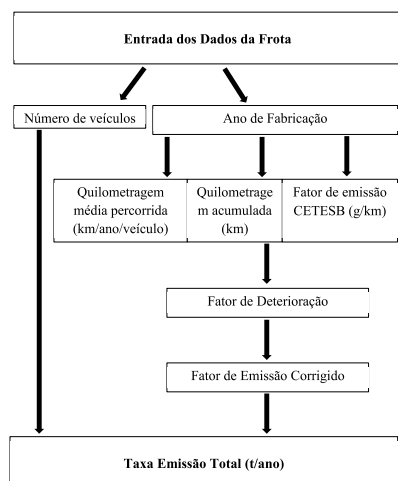 Entrada dos Dados da Frota
Número de veículos
Ano de Fabricação
Quilometragem
média percorrida
(km/ano/veículo)
Quilometrage
m acumulada
(km)
Fator de emissão
CETESB (g/km)
Fator de Deterioração
Fator de Emissão Corrigido
Taxa Emissão Total (t/ano)